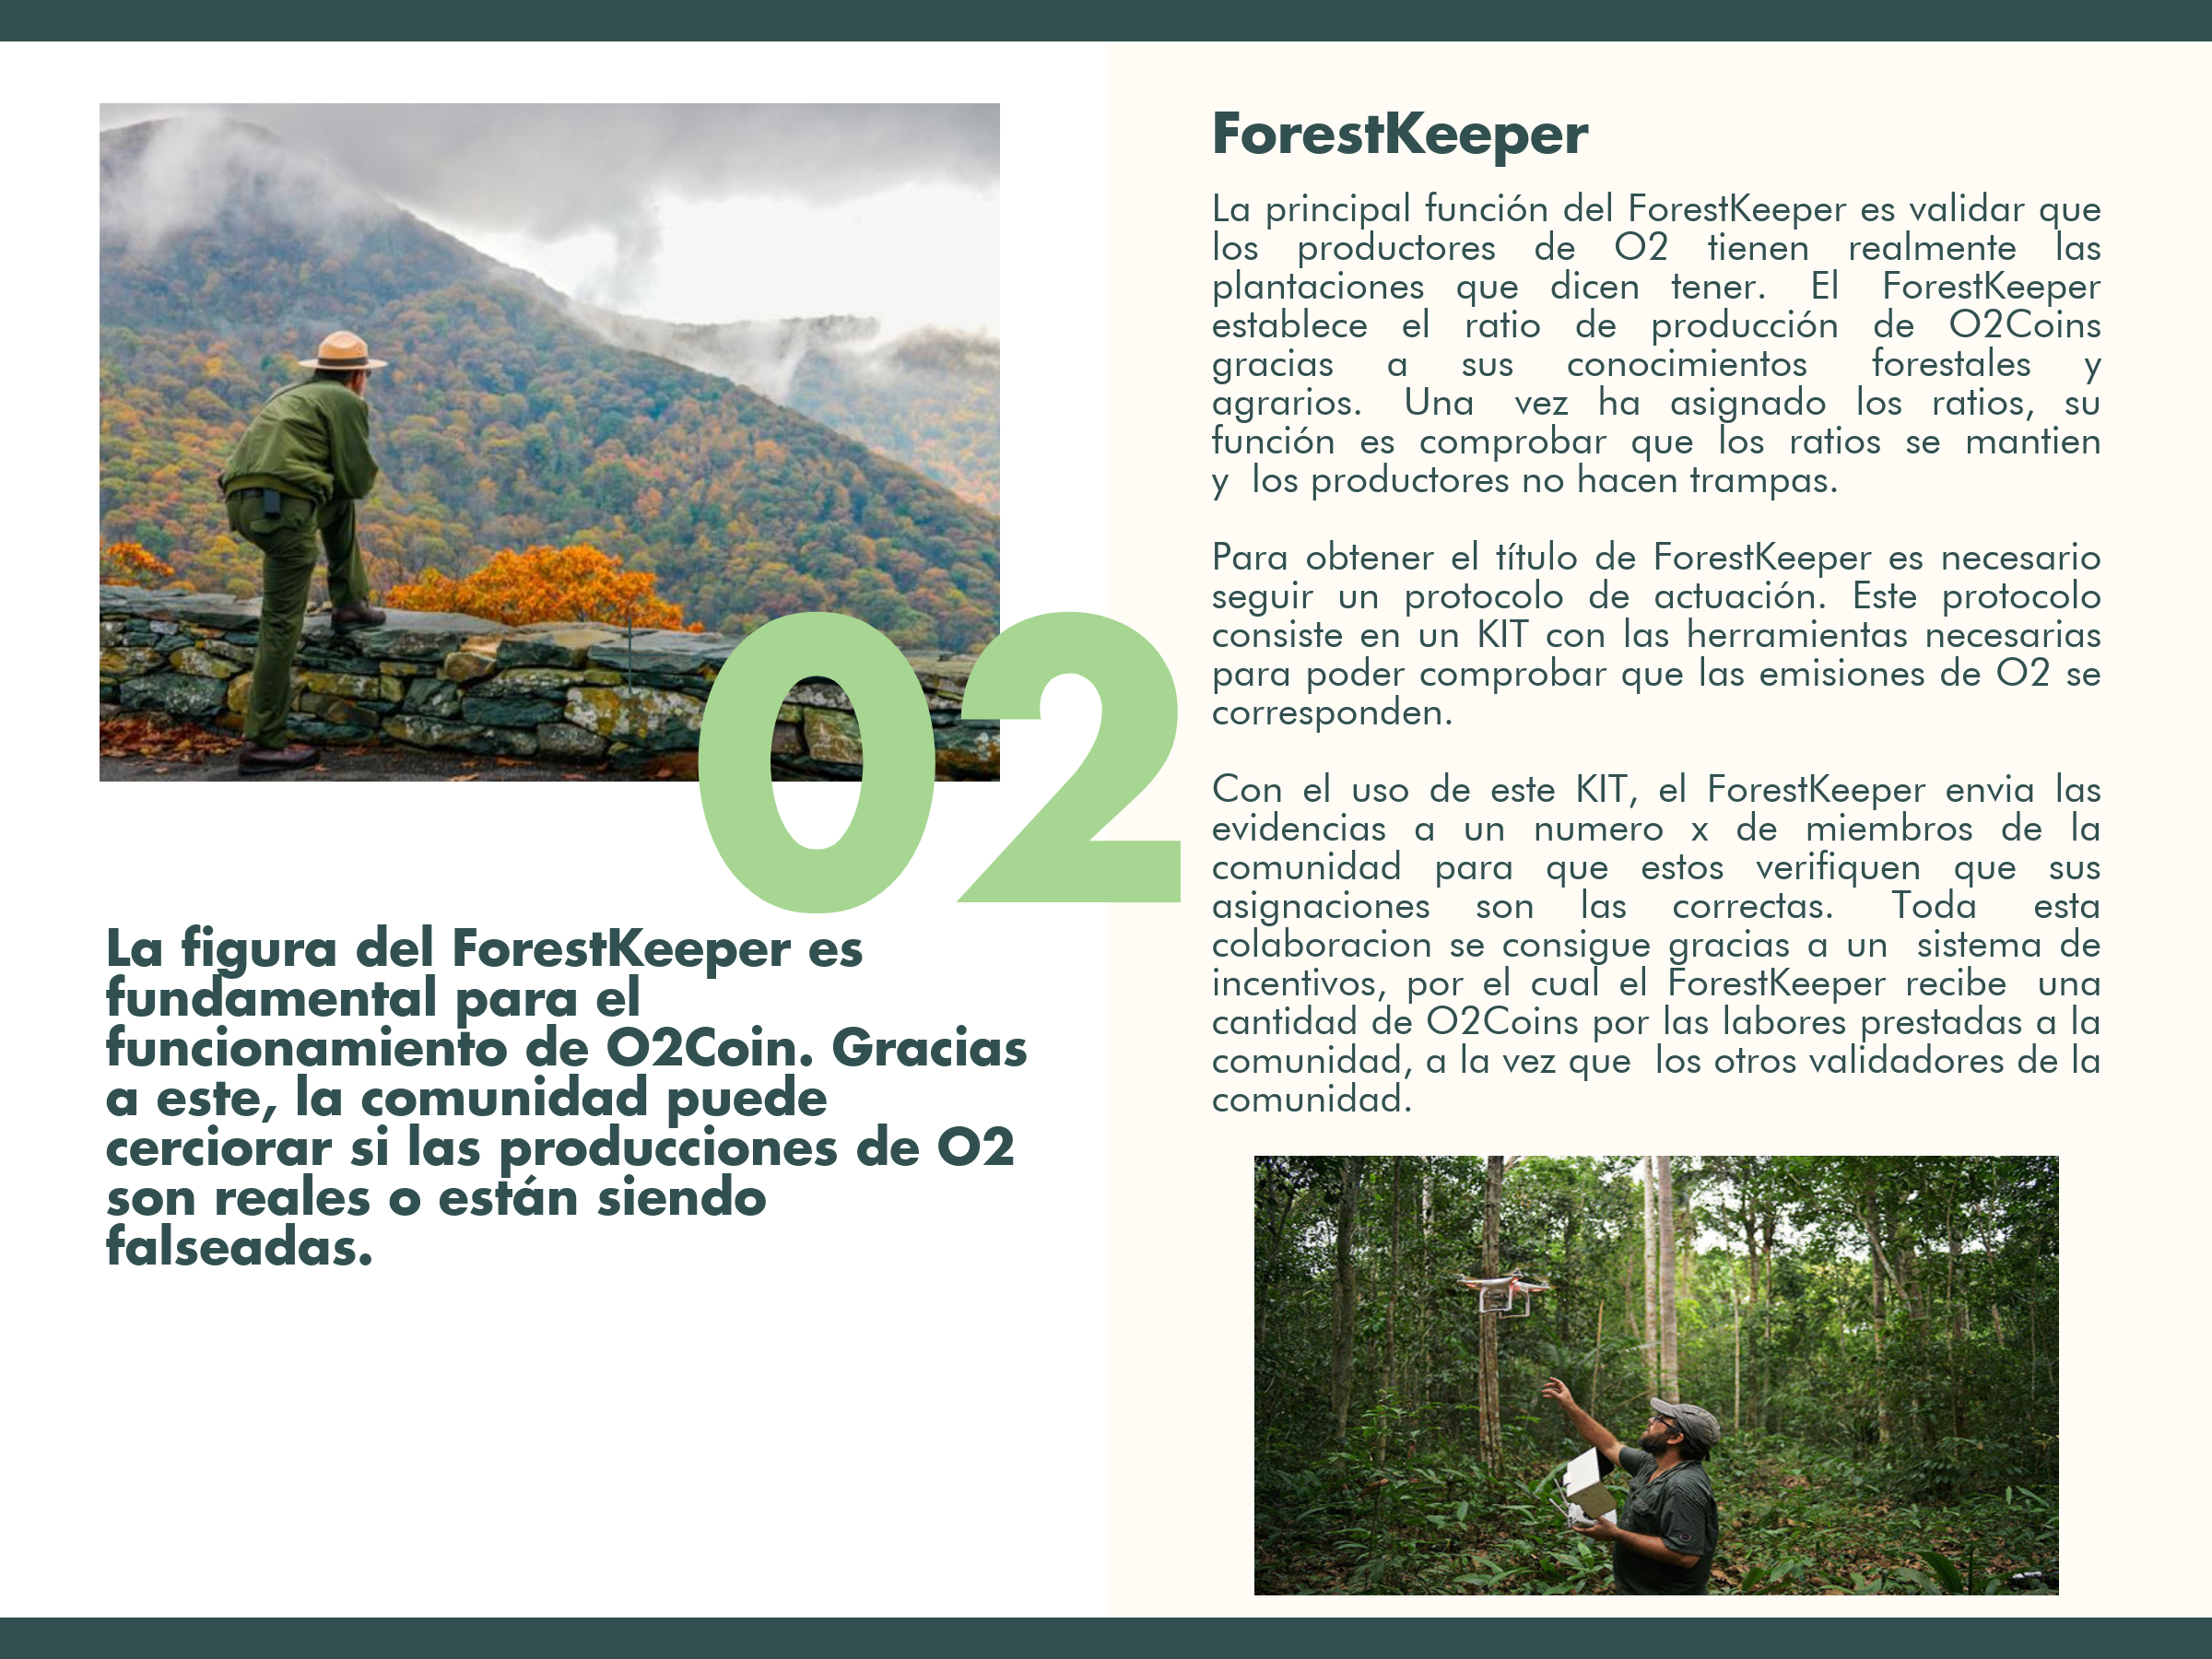 02
La figura del ForestKeeper es
fundamental para el
funcionamiento de O2Coin. Gracias
a este, la comunidad puede
cerciorar si las producciones de O2
son reales o están siendo
falseadas.
ForestKeeper
La principal función del ForestKeeper es validar que
los productores de O2 tienen realmente las
plantaciones que dicen tener. El ForestKeeper
establece el ratio de producción de O2Coins
gracias a sus conocimientos forestales y
agrarios. Una vez ha asignado los ratios, su
función es comprobar que los ratios se mantien
y los productores no hacen trampas.
Para obtener el título de ForestKeeper es necesario
seguir un protocolo de actuación. Este protocolo
consiste en un KIT con las herramientas necesarias
para poder comprobar que las emisiones de O2 se
corresponden.
Con el uso de este KIT, el ForestKeeper envia las
evidencias a un numero x de miembros de la
comunidad para que estos verifiquen que sus
asignaciones son las correctas. Toda esta
colaboracion se consigue gracias a un sistema de
incentivos, por el cual el ForestKeeper recibe una
cantidad de O2Coins por las labores prestadas a la
comunidad, a la vez que los otros validadores de la
comunidad.